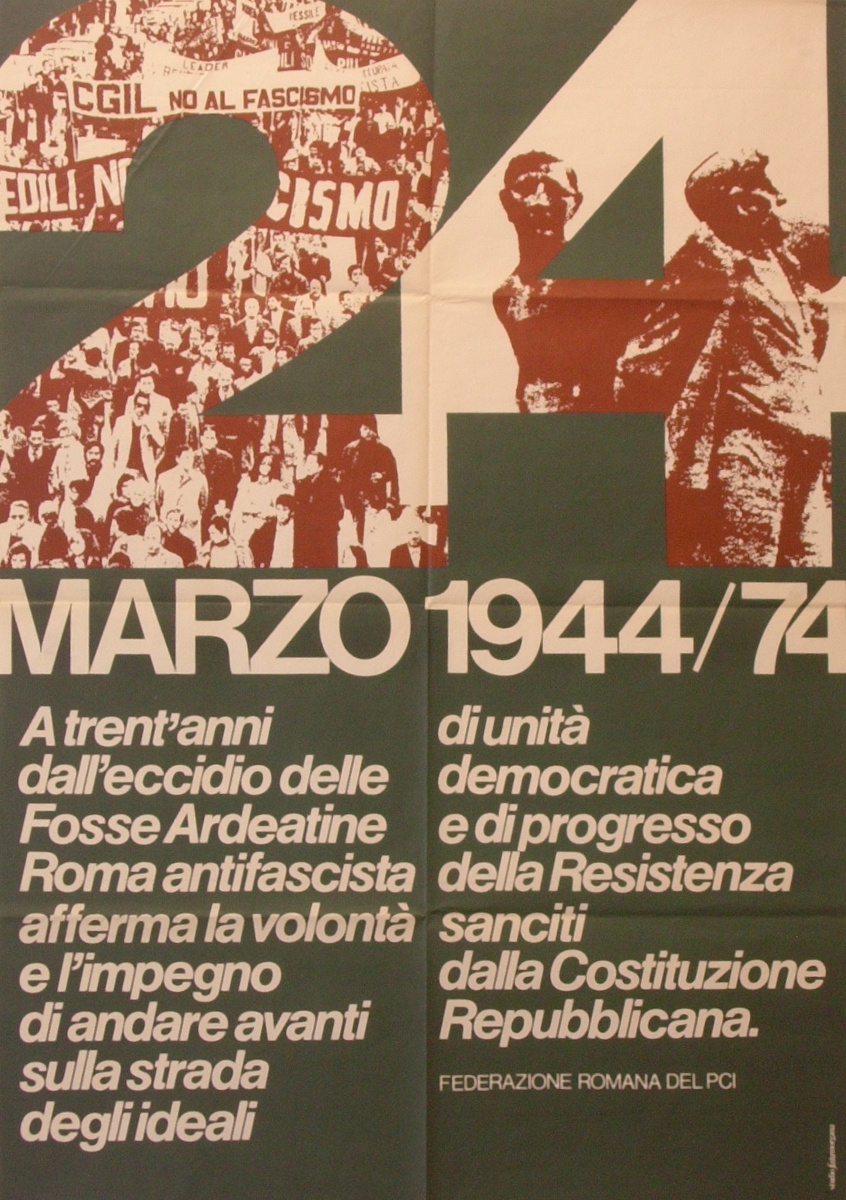 24
TESSILE
LEADER
CGIL NO AL FASCISMO
EDILI NO
CISMO
MARZO 1944/74
A trent'anni
dall'eccidio delle
Fosse Ardeatine
Roma antifascista
afferma la volontà
e l'impegno
di andare avanti
sulla strada
degli ideali
di unità
democratica
e di progresso
della Resistenza
sanciti
dalla Costituzione
Repubblicana.
FEDERAZIONE ROMANA DEL PCI